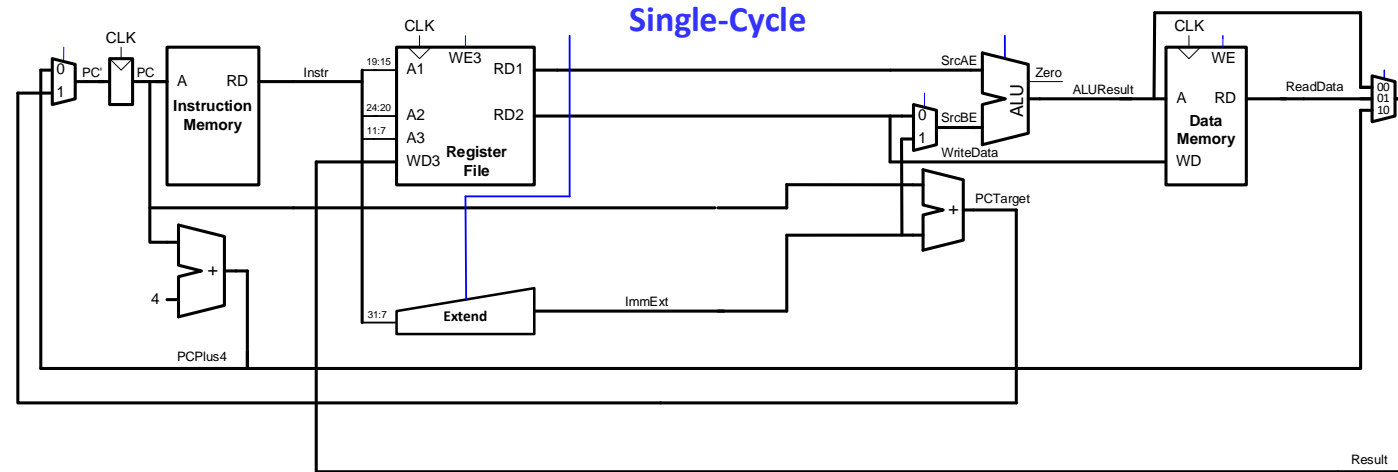 Single-Cycle
CLK
CLK
CLK
0
1
PC'
PC
A
RD
Instruction
Memory
Instr
19:15
24:20
11:7
A1
A2
A3
WD3
WE3
RD1
RD2
Register
File
SrcAE
0
1
SrcBE
WriteData
ALU
Zero
ALUResult
WE
A
RD
Data
Memory
WD
ReadData
00
01
10
+
PCTarget
+
4
31:7
Extend
ImmExt
PCPlus4
Result